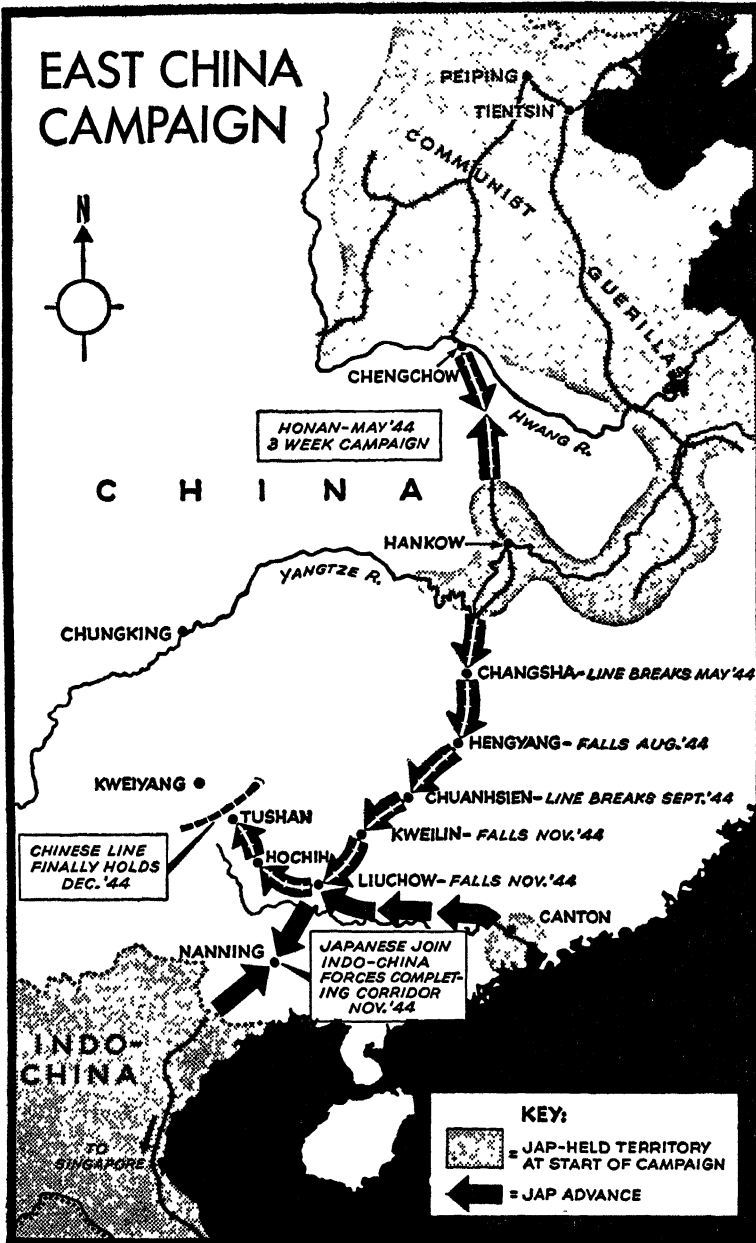 EAST CHINA
CAMPAIGN
N
PEIPING
TIENTSIN
COMMUNIST
GUERILLAS
CHENGCHOW
HONAN-MAY '44
3 WEEK CAMPAIGN
HWANG R.
CHINA
HANKOW
YANGTZE R.
CHUNGKING
CHANGSHA-LINE BREAKS MAY '44
HENGYANG-FALLS AUG. '44
KWEIYANG
CHUANHSIEN-LINE BREAKS SEPT. '44
TUSHAN
KWEILIN-FALLS NOV. '44
CHINESE LINE
FINALLY HOLDS
DEC. '44
HOCHIH
LIUCHOW-FALLS NOV. '44
CANTON
NANNING
JAPANESE JOIN
INDO-CHINA
FORCES COMPLET-
ING CORRIDOR
NOV. '44
INDO-
CHINA
TO
SINGAPORE
KEY:
= JAP-HELD TERRITORY
AT START OF CAMPAIGN
= JAP ADVANCE